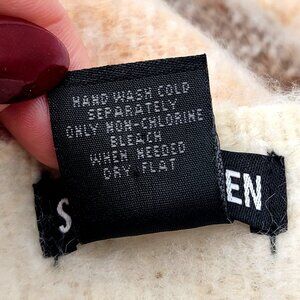 HAND WASH COLD
SEPARATELY
ONLY NON-CHLORINE
BLEACH
WHEN NEEDED
DRY FLAT
S
EN